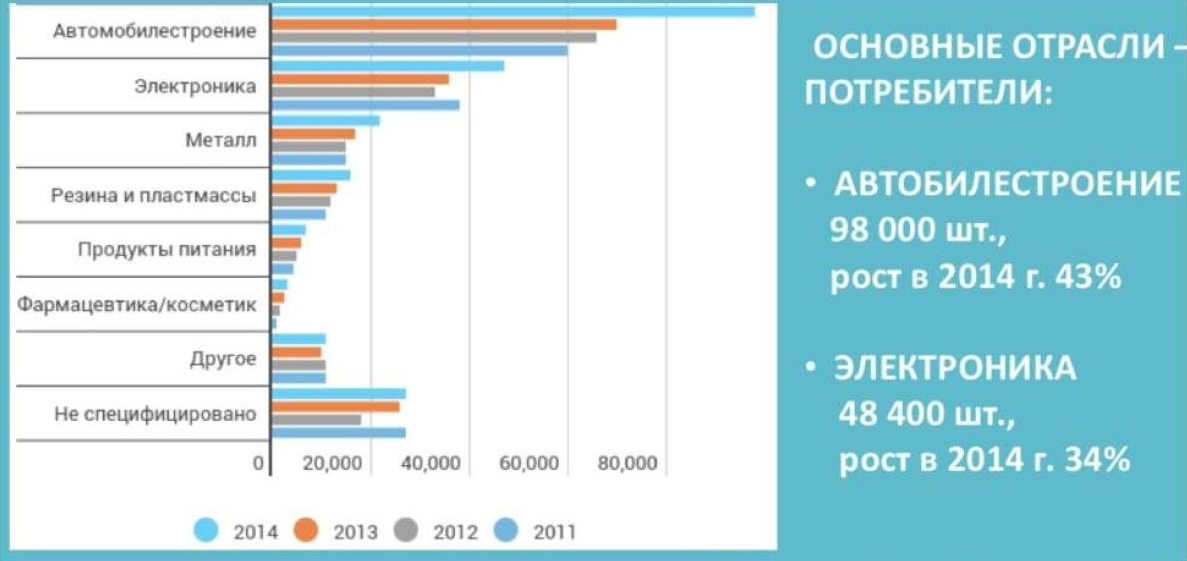 Автомобилестроение
Электроника
Металл
Резина и пластмассы
Продукты питания
Фармацевтика/косметик
Другое
Не специфицировано
0 20,000 40,000 60,000 80,000
2014 2013 2012 2011
ОСНОВНЫЕ ОТРАСЛИ –
ПОТРЕБИТЕЛИ:
• АВТОБИЛЕСТРОЕНИЕ
98 000 шт.,
рост в 2014 г. 43%
• ЭЛЕКТРОНИКА
48 400 шт.,
рост в 2014 г. 34%